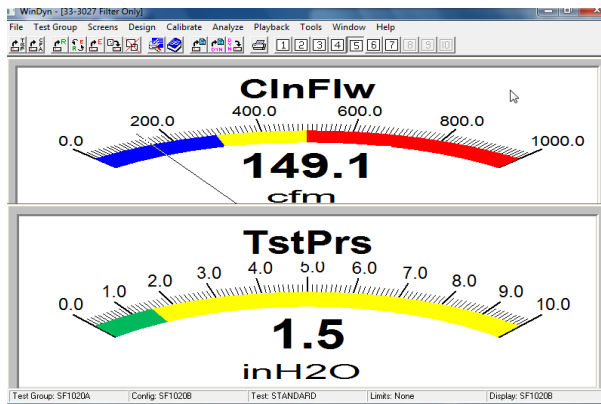 WinDyn - [33-3027 Filter Only]
File Test Group Screens Design Calibrate Analyze Playback Tools Window Help
1 2 3 4 5 6 7 8 9 10
ClnFlw
0.0 200.0 400.0 600.0 800.0 1000.0
149.1
cfm
TstPrs
0.0 1.0 2.0 3.0 4.0 5.0 6.0 7.0 8.0 9.0 10.0
1.5
inH2O
Test Group: SF1020A Config: SF1020B Test: STANDARD Limits: None Display: SF1020B